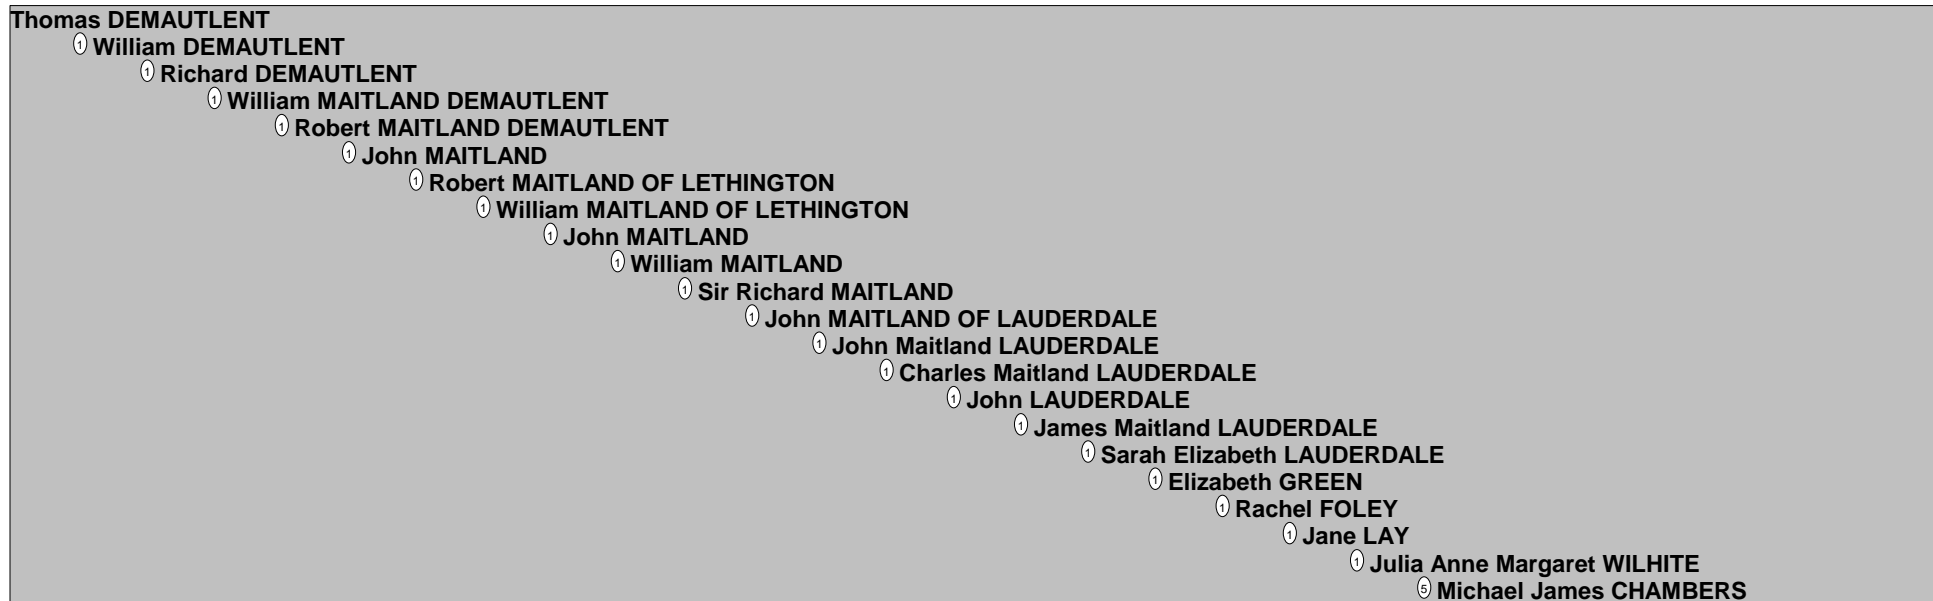 Thomas DEMAUTLENT
1 William DEMAUTLENT
1 Richard DEMAUTLENT
1 William MAITLAND DEMAUTLENT
1 Robert MAITLAND DEMAUTLENT
1 John MAITLAND
1 Robert MAITLAND OF LETHINGTON
1 William MAITLAND OF LETHINGTON
1 John MAITLAND
1 William MAITLAND
1 Sir Richard MAITLAND
1 John MAITLAND OF LAUDERDALE
1 John Maitland LAUDERDALE
1 Charles Maitland LAUDERDALE
1 John LAUDERDALE
1 James Maitland LAUDERDALE
1 Sarah Elizabeth LAUDERDALE
1 Elizabeth GREEN
1 Rachel FOLEY
1 Jane LAY
1 Julia Anne Margaret WILHITE
5 Michael James CHAMBERS